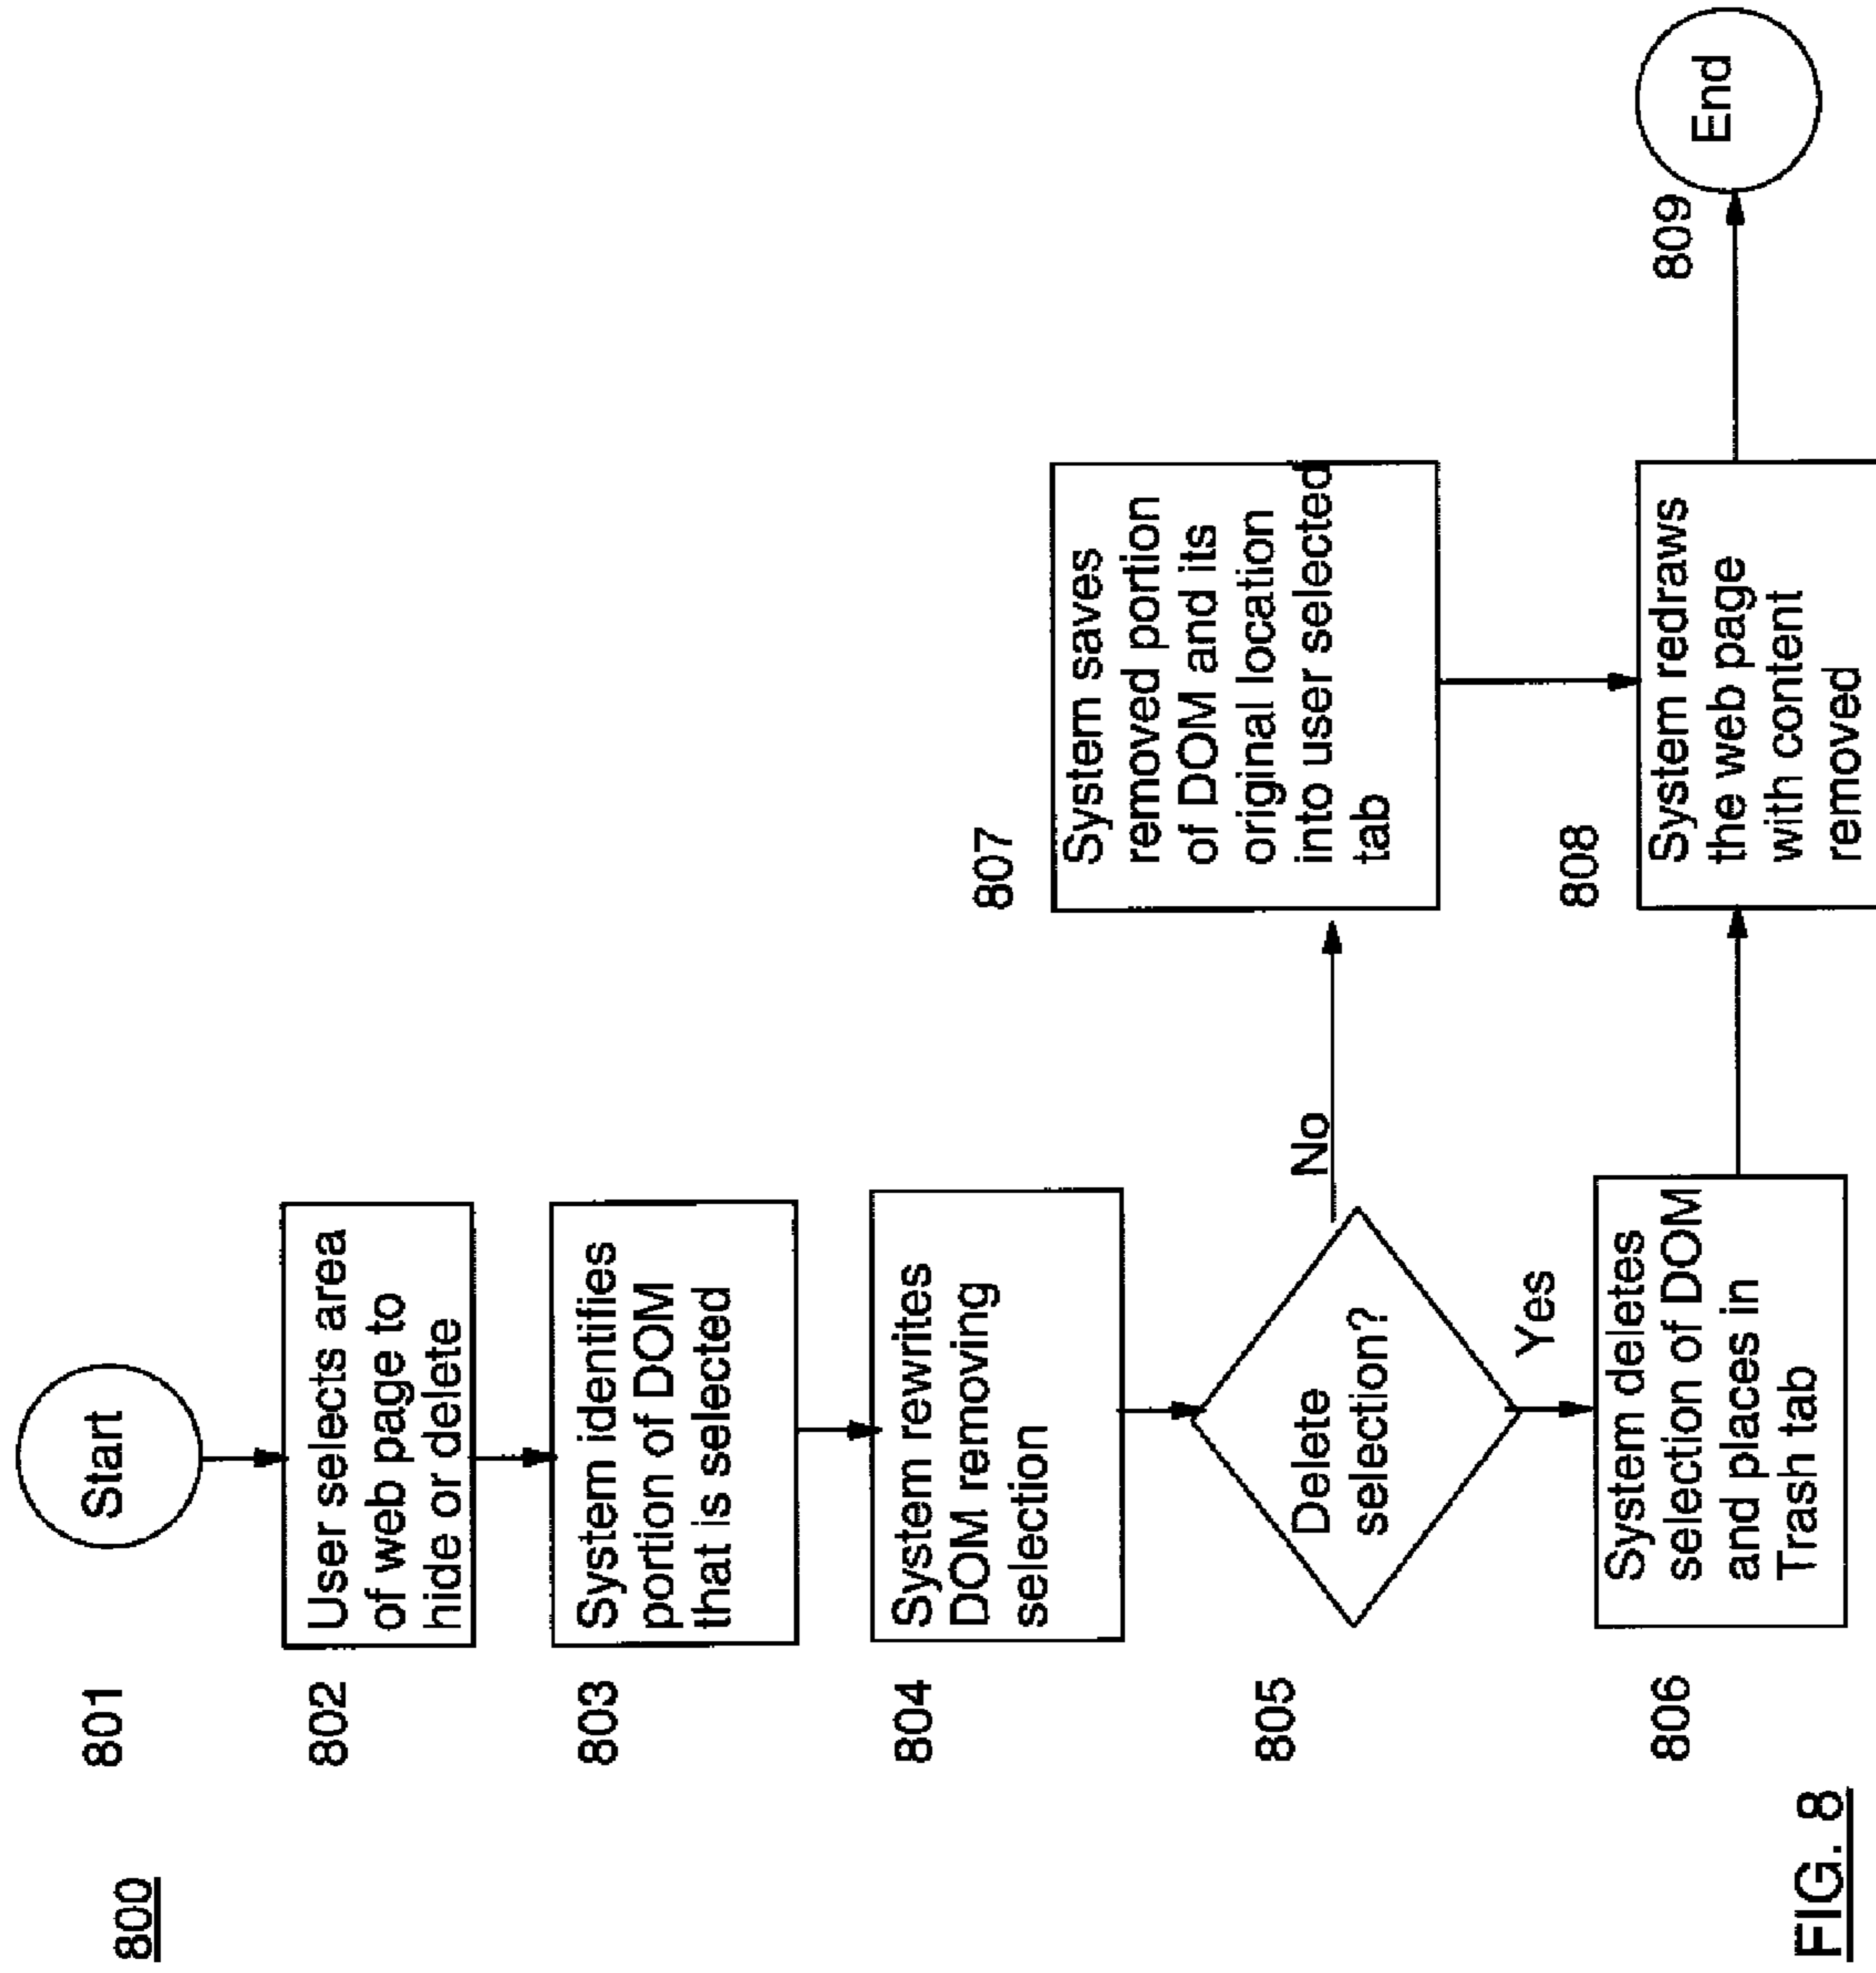 800
801
Start
802
User selects area
of web page to
hide or delete
803
System identifies
portion of DOM
that is selected
804
System rewrites
DOM removing
selection
805
Delete
selection?
No
Yes
807
System saves
removed portion
of DOM and its
original location
into user selected
tab
806
System deletes
selection of DOM
and places in
Trash tab
808
System redraws
the web page
with content
removed
809
End
FIG. 8